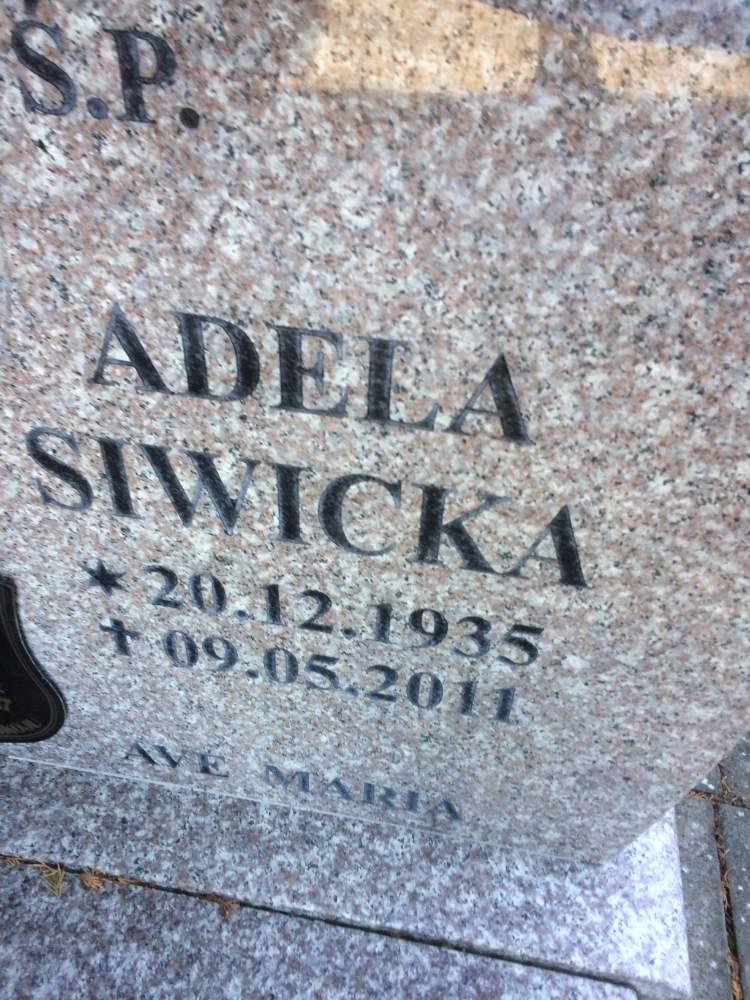 Ś.P.
ADELA
SIWICKA
★ 20.12.1935
✝ 09.05.2011
AVE MARIA